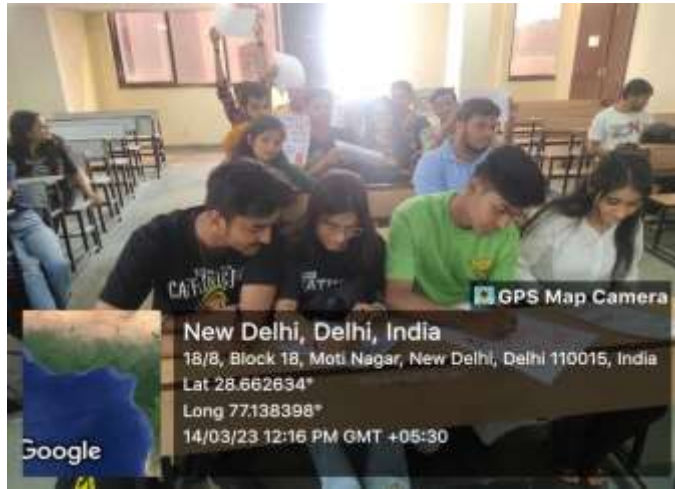 GPS Map Camera
New Delhi, Delhi, India
18/8, Block 18, Moti Nagar, New Delhi, Delhi 110015, India
Lat 28.662634°
Long 77.138398°
14/03/23 12:16 PM GMT +05:30
Google